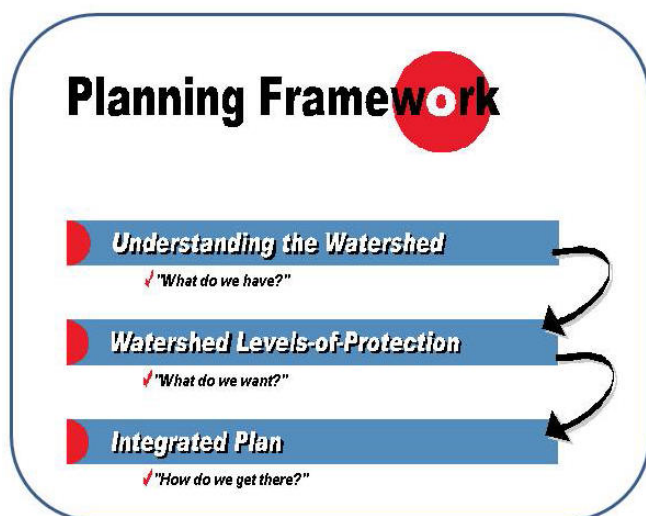 Planning Framework
Understanding the Watershed
"What do we have?"
Watershed Levels-of-Protection
"What do we want?"
Integrated Plan
"How do we get there?"